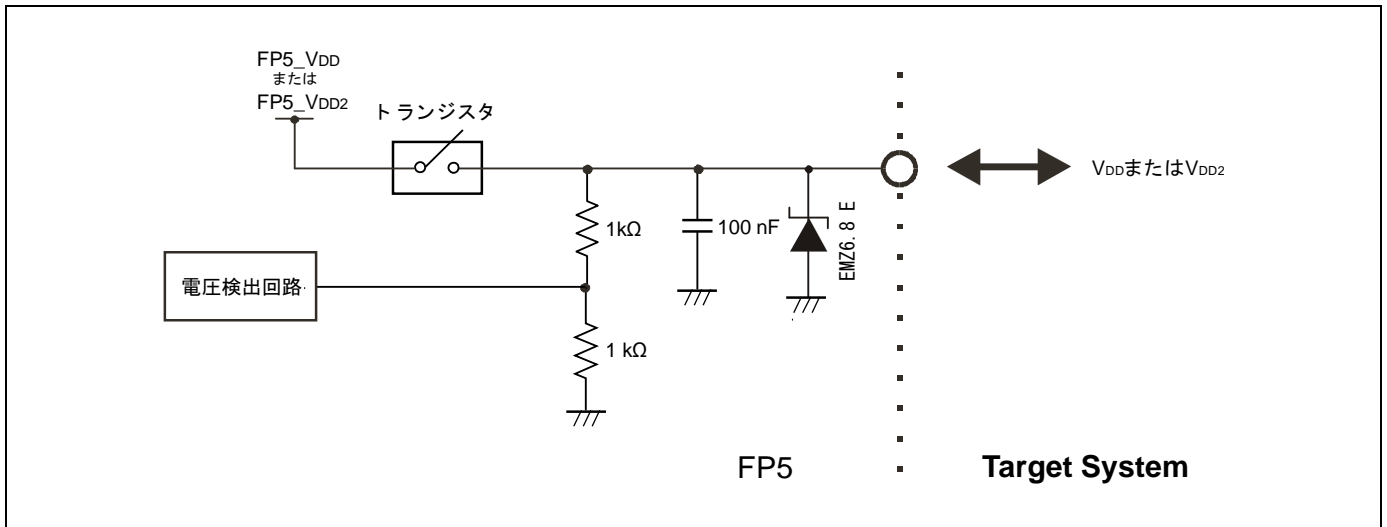 FP5_VDD
または
FP5_VDD2
トランジスタ
VDDまたはVDD2
1kΩ
100 nF
EMZ6.8 E
電圧検出回路
1 kΩ
FP5
Target System